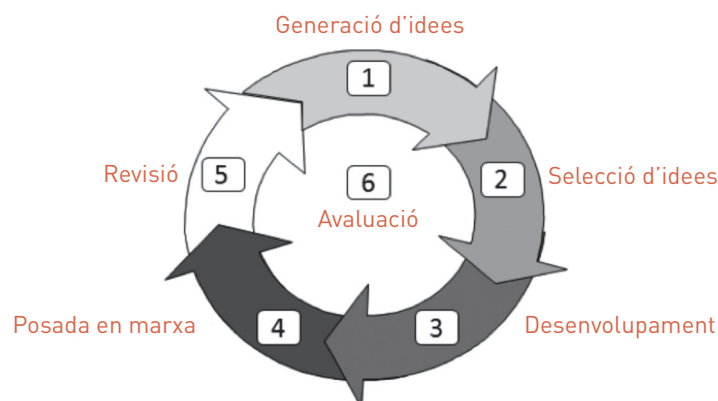 Generació d’idees
1
2
Selecció d’idees
3
Desenvolupament
4
Posada en marxa
5
Revisió
6
Avaluació